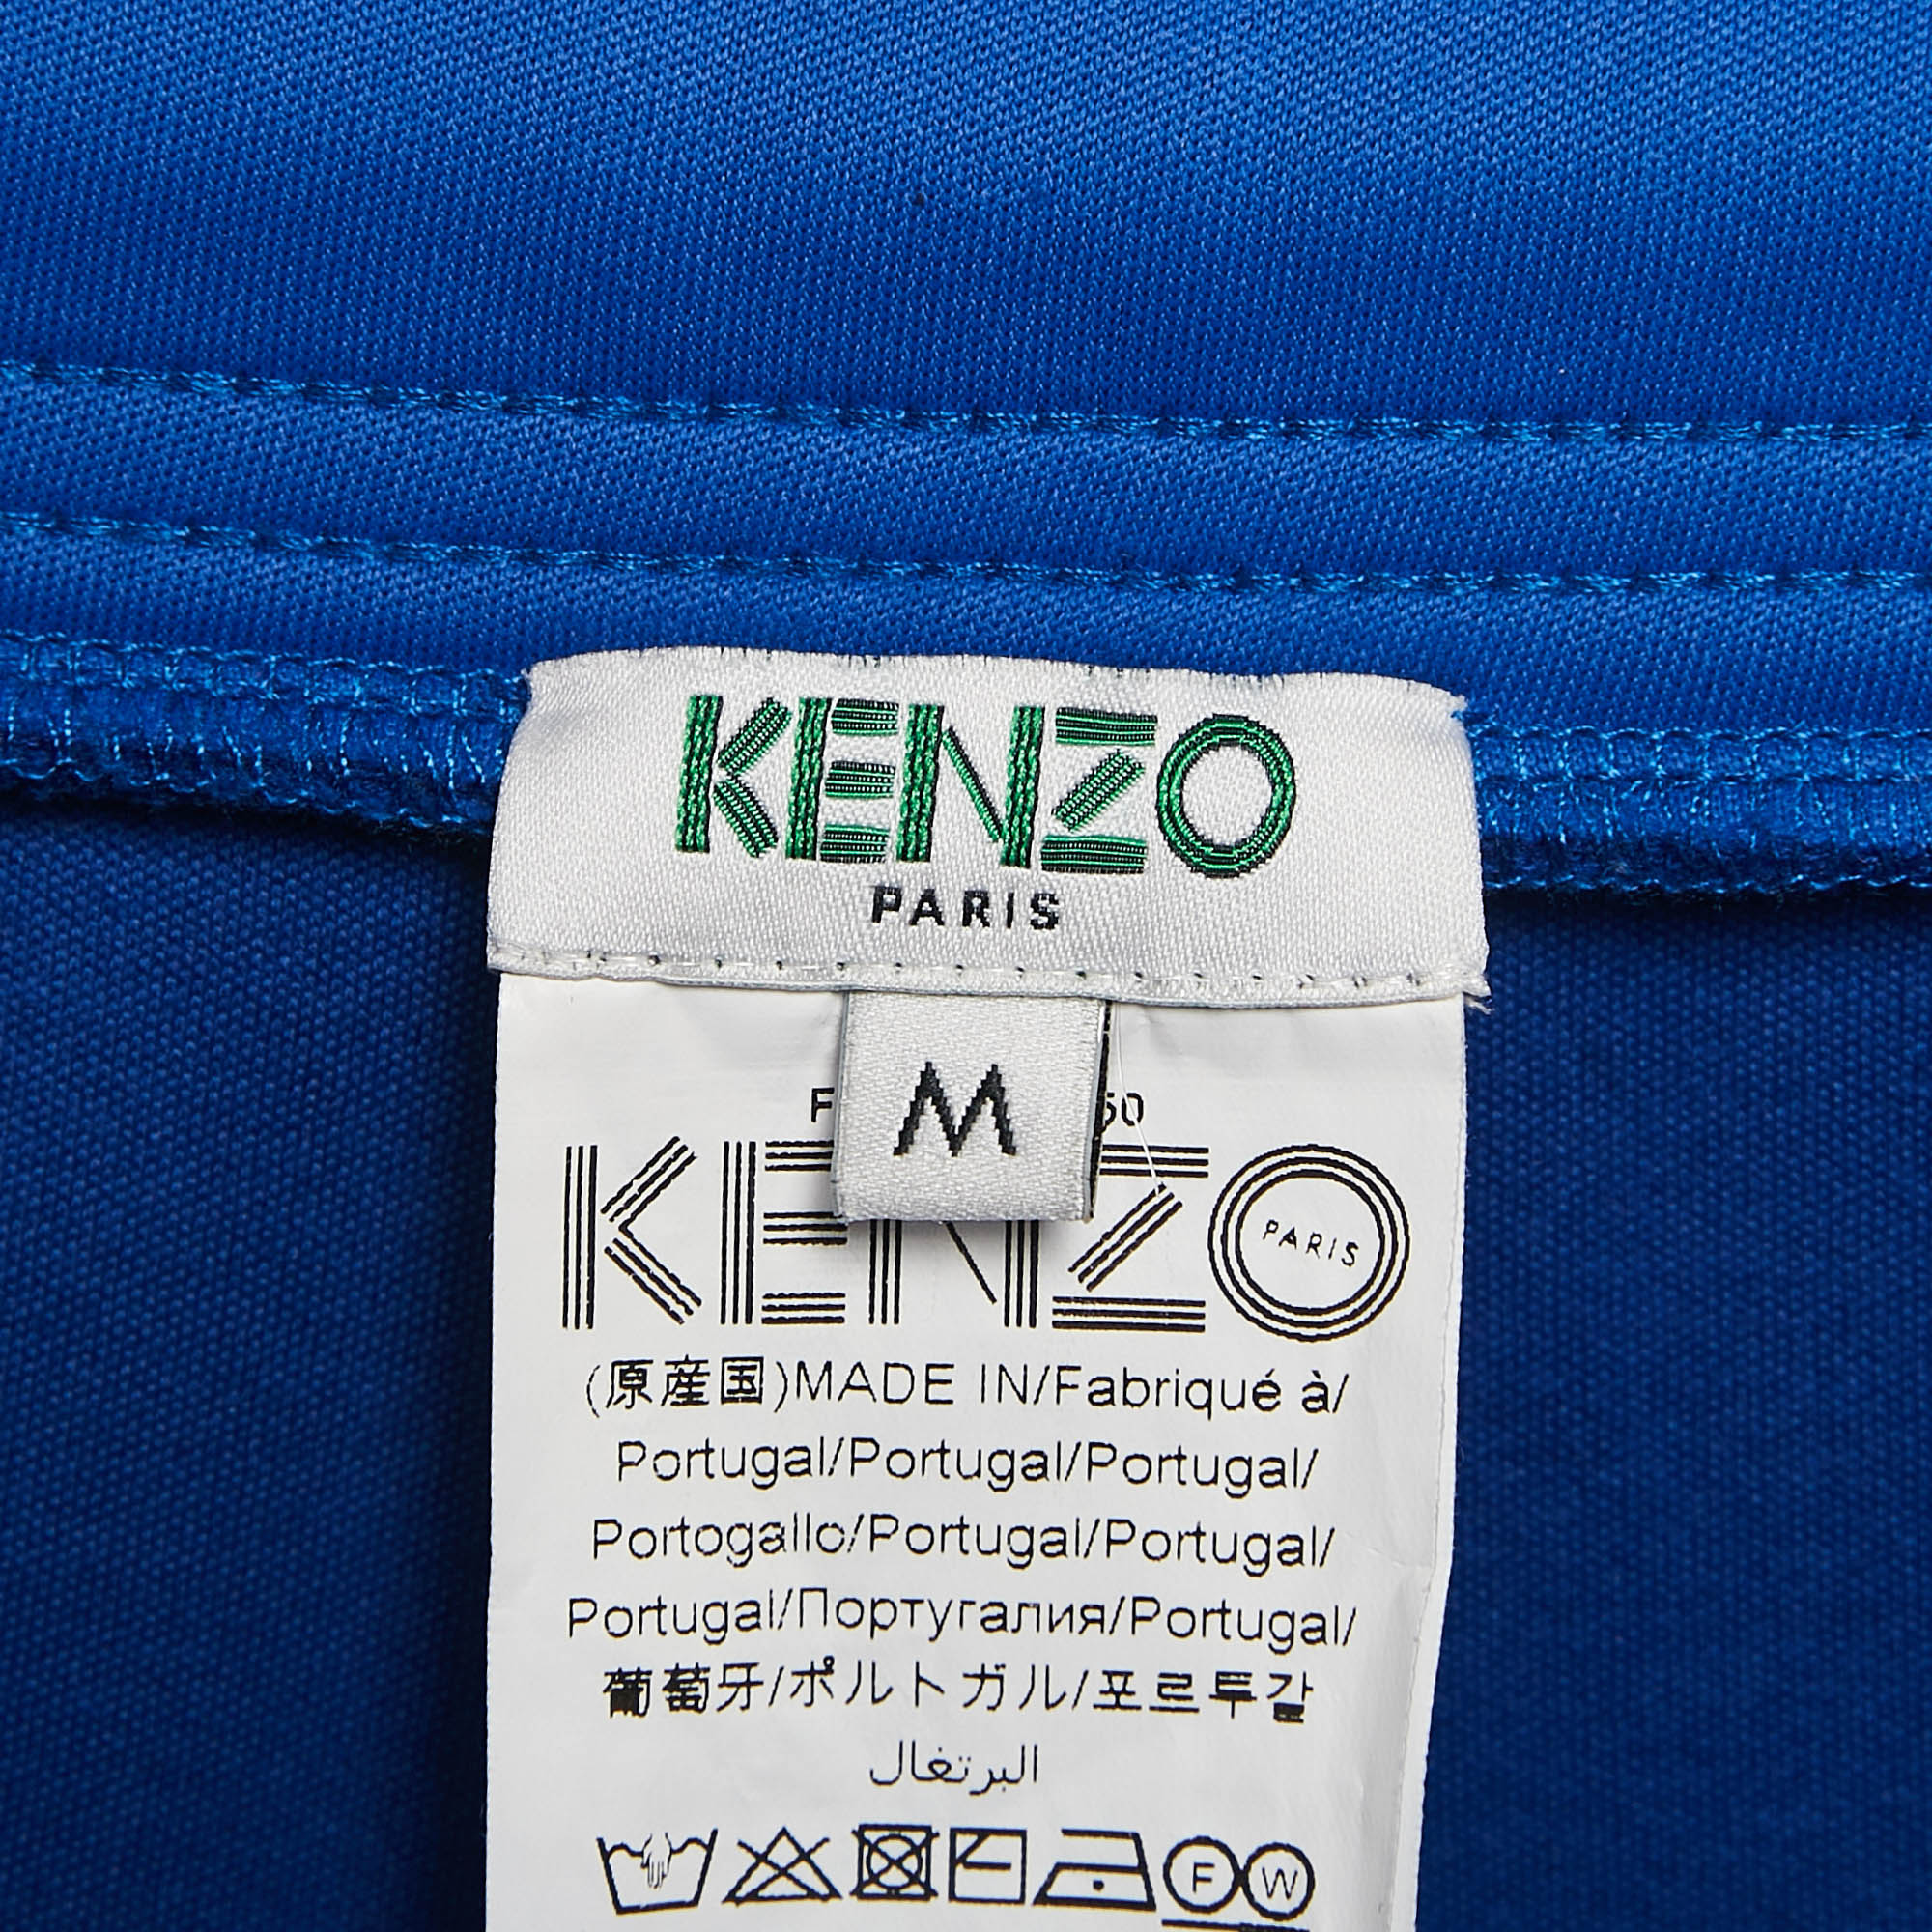 KENZO
PARIS
M
KENZO
PARIS
(原産国)MADE IN/Fabriqué à/
Portugal/Portugal/Portugal/
Portogallo/Portugal/Portugal/
Portugal/Португалия/Portugal/
葡萄牙/ポルトガル/포르투갈
البرتغال
F W